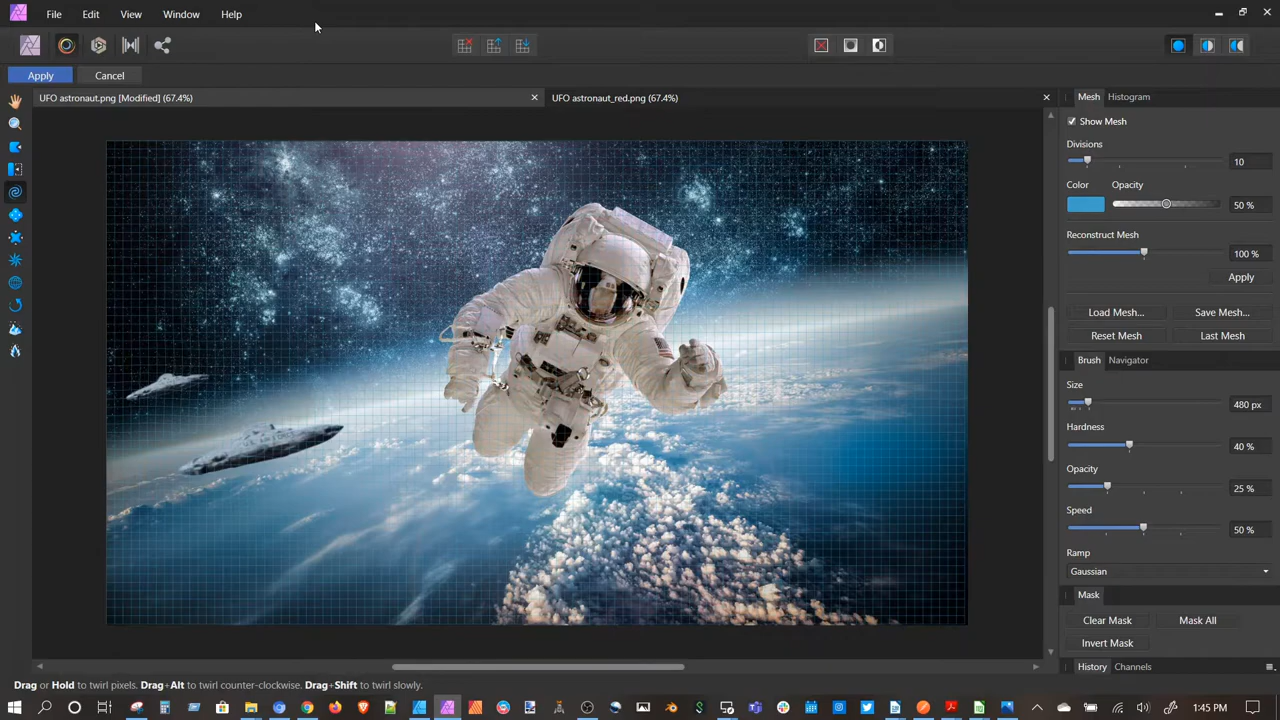 File Edit View Window Help
Apply Cancel
UFO astronaut.png [Modified] (67.4%)
UFO astronaut_red.png (67.4%)
Mesh Histogram
Show Mesh
Divisions
10
Color Opacity
50 %
Reconstruct Mesh
100 %
Apply
Load Mesh... Save Mesh...
Reset Mesh Last Mesh
Brush Navigator
Size
480 px
Hardness
40 %
Opacity
25 %
Speed
50 %
Ramp
Gaussian
Mask
Clear Mask Mask All
Invert Mask
History Channels
Drag or Hold to twirl pixels. Drag+Alt to twirl counter-clockwise. Drag+Shift to twirl slowly.
1:45 PM